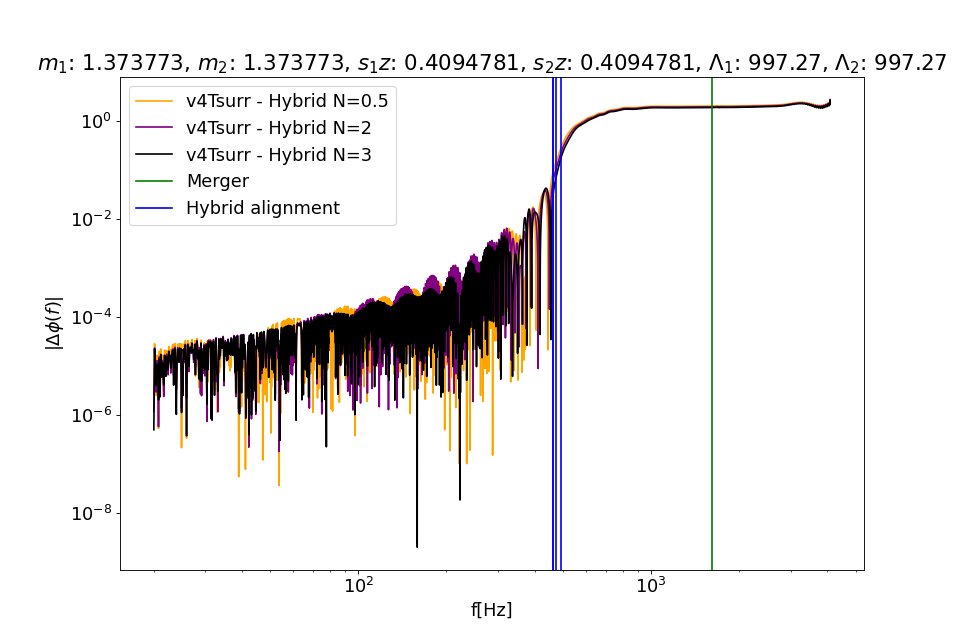 m₁: 1.373773, m₂: 1.373773, s₁z: 0.4094781, s₂z: 0.4094781, Λ₁: 997.27, Λ₂: 997.27
v4Tsurr - Hybrid N=0.5
v4Tsurr - Hybrid N=2
v4Tsurr - Hybrid N=3
Merger
Hybrid alignment
10⁰
10⁻²
10⁻⁴
10⁻⁶
10⁻⁸
|Δϕ(f)|
10² 10³
f[Hz]